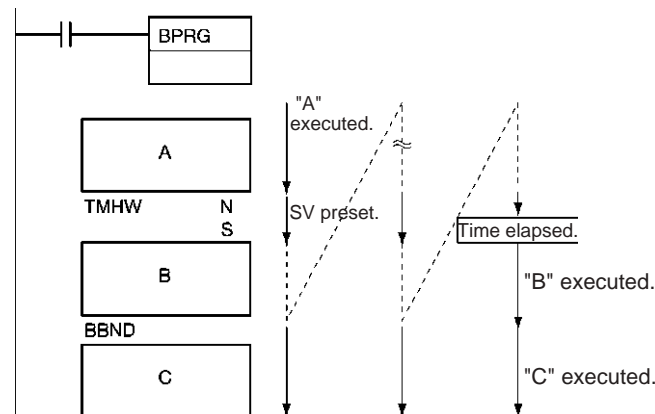 BPRG
"A"
executed.
A
TMHW N
S
SV preset.
Time elapsed.
B
"B" executed.
BBND
C
"C" executed.